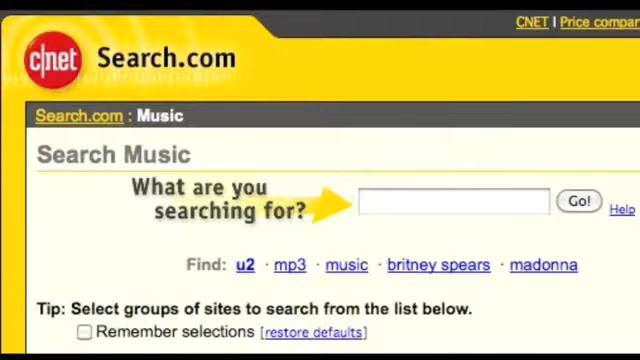 CNET | Price compar
c|net Search.com
Search.com : Music
Search Music
What are you
searching for?
Go!
Help
Find: u2 · mp3 · music · britney spears · madonna
Tip: Select groups of sites to search from the list below.
Remember selections [restore defaults]